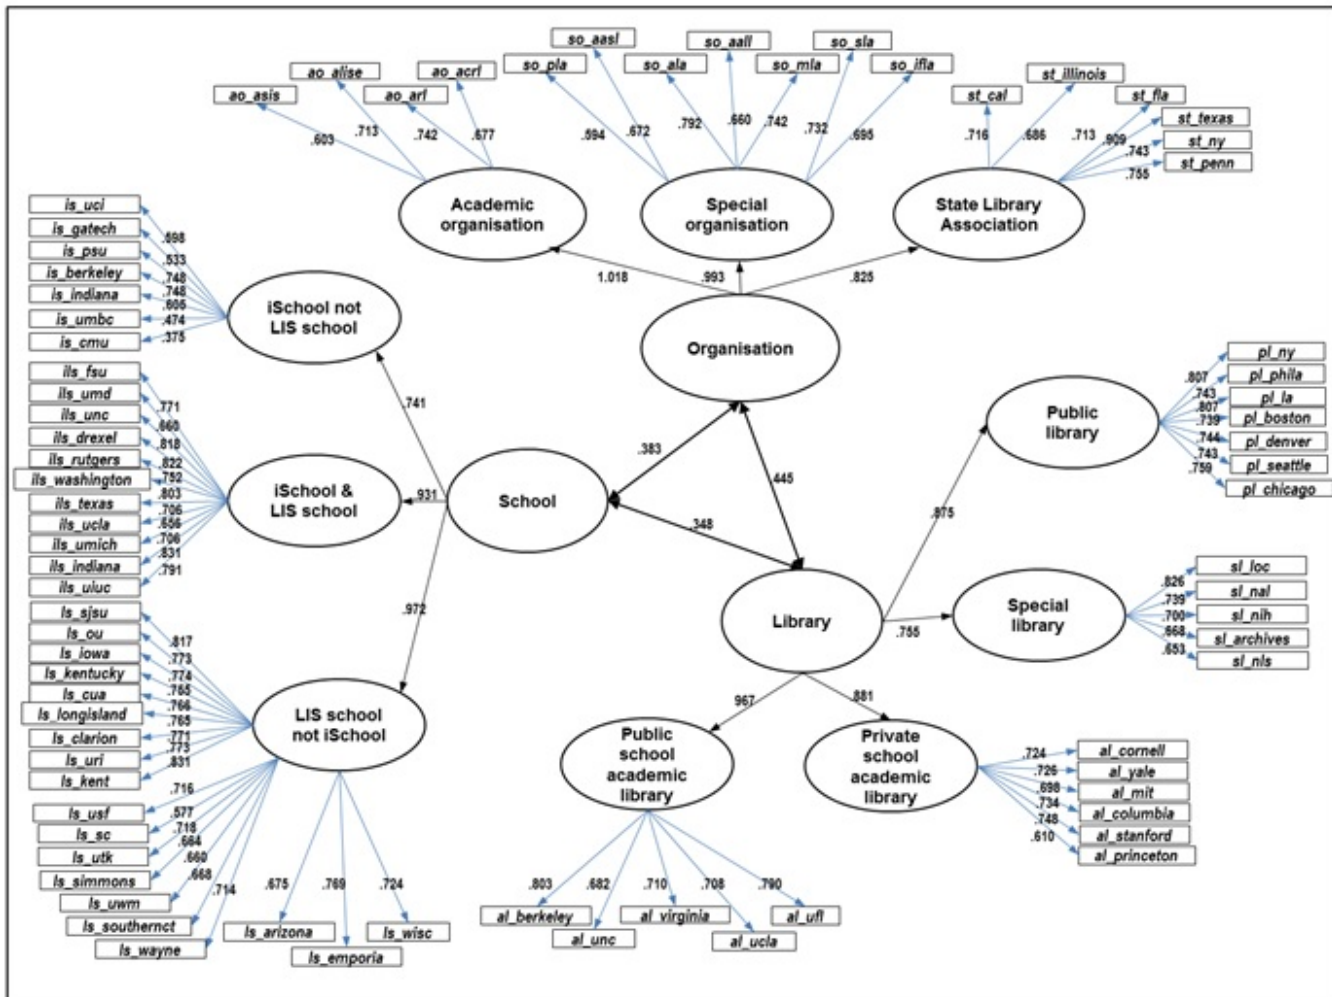 so_aasl
so_aall
so_sla
so_pla
so_ala
so_mla
so_ifla
ao_alise
ao_acrl
ao_asis
ao_arl
st_illinois
st_cal
st_fla
st_texas
st_ny
st_penn
.603
.713
.742
.677
.594
.672
.792
.660
.742
.732
.695
.716
.686
.713
.909
.743
.755
Academic
organisation
Special
organisation
State Library
Association
1.018
.993
.825
Organisation
is_uci
is_gatech
is_psu
is_berkeley
is_indiana
is_umbc
is_cmu
.598
.533
.748
.748
.605
.474
.375
iSchool not
LIS school
ils_fsu
ils_umd
ils_unc
ils_drexel
ils_rutgers
ils_washington
ils_texas
ils_ucla
ils_umich
ils_indiana
ils_uiuc
.771
.660
.818
.822
.752
.803
.706
.656
.706
.831
.791
iSchool &
LIS school
.741
.931
.972
School
.383
.445
.348
Library
.875
.755
.967
.881
Public
library
.807
.743
.807
.739
.744
.743
.759
pl_ny
pl_phila
pl_la
pl_boston
pl_denver
pl_seattle
pl_chicago
Special
library
.826
.739
.700
.668
.653
sl_loc
sl_nal
sl_nih
sl_archives
sl_nls
ls_sjsu
ls_ou
ls_iowa
ls_kentucky
ls_cua
ls_longisland
ls_clarion
ls_uri
ls_kent
.817
.773
.774
.765
.766
.765
.771
.773
.831
LIS school
not iSchool
ls_usf
ls_sc
ls_utk
ls_simmons
ls_uwm
ls_southernct
ls_wayne
.716
.577
.718
.664
.660
.668
.714
.675
.769
.724
ls_arizona
ls_wisc
ls_emporia
Public
school
academic
library
.803
.682
.710
.708
.790
al_berkeley
al_virginia
al_ufl
al_unc
al_ucla
Private
school
academic
library
.724
.726
.698
.734
.748
.610
al_cornell
al_yale
al_mit
al_columbia
al_stanford
al_princeton